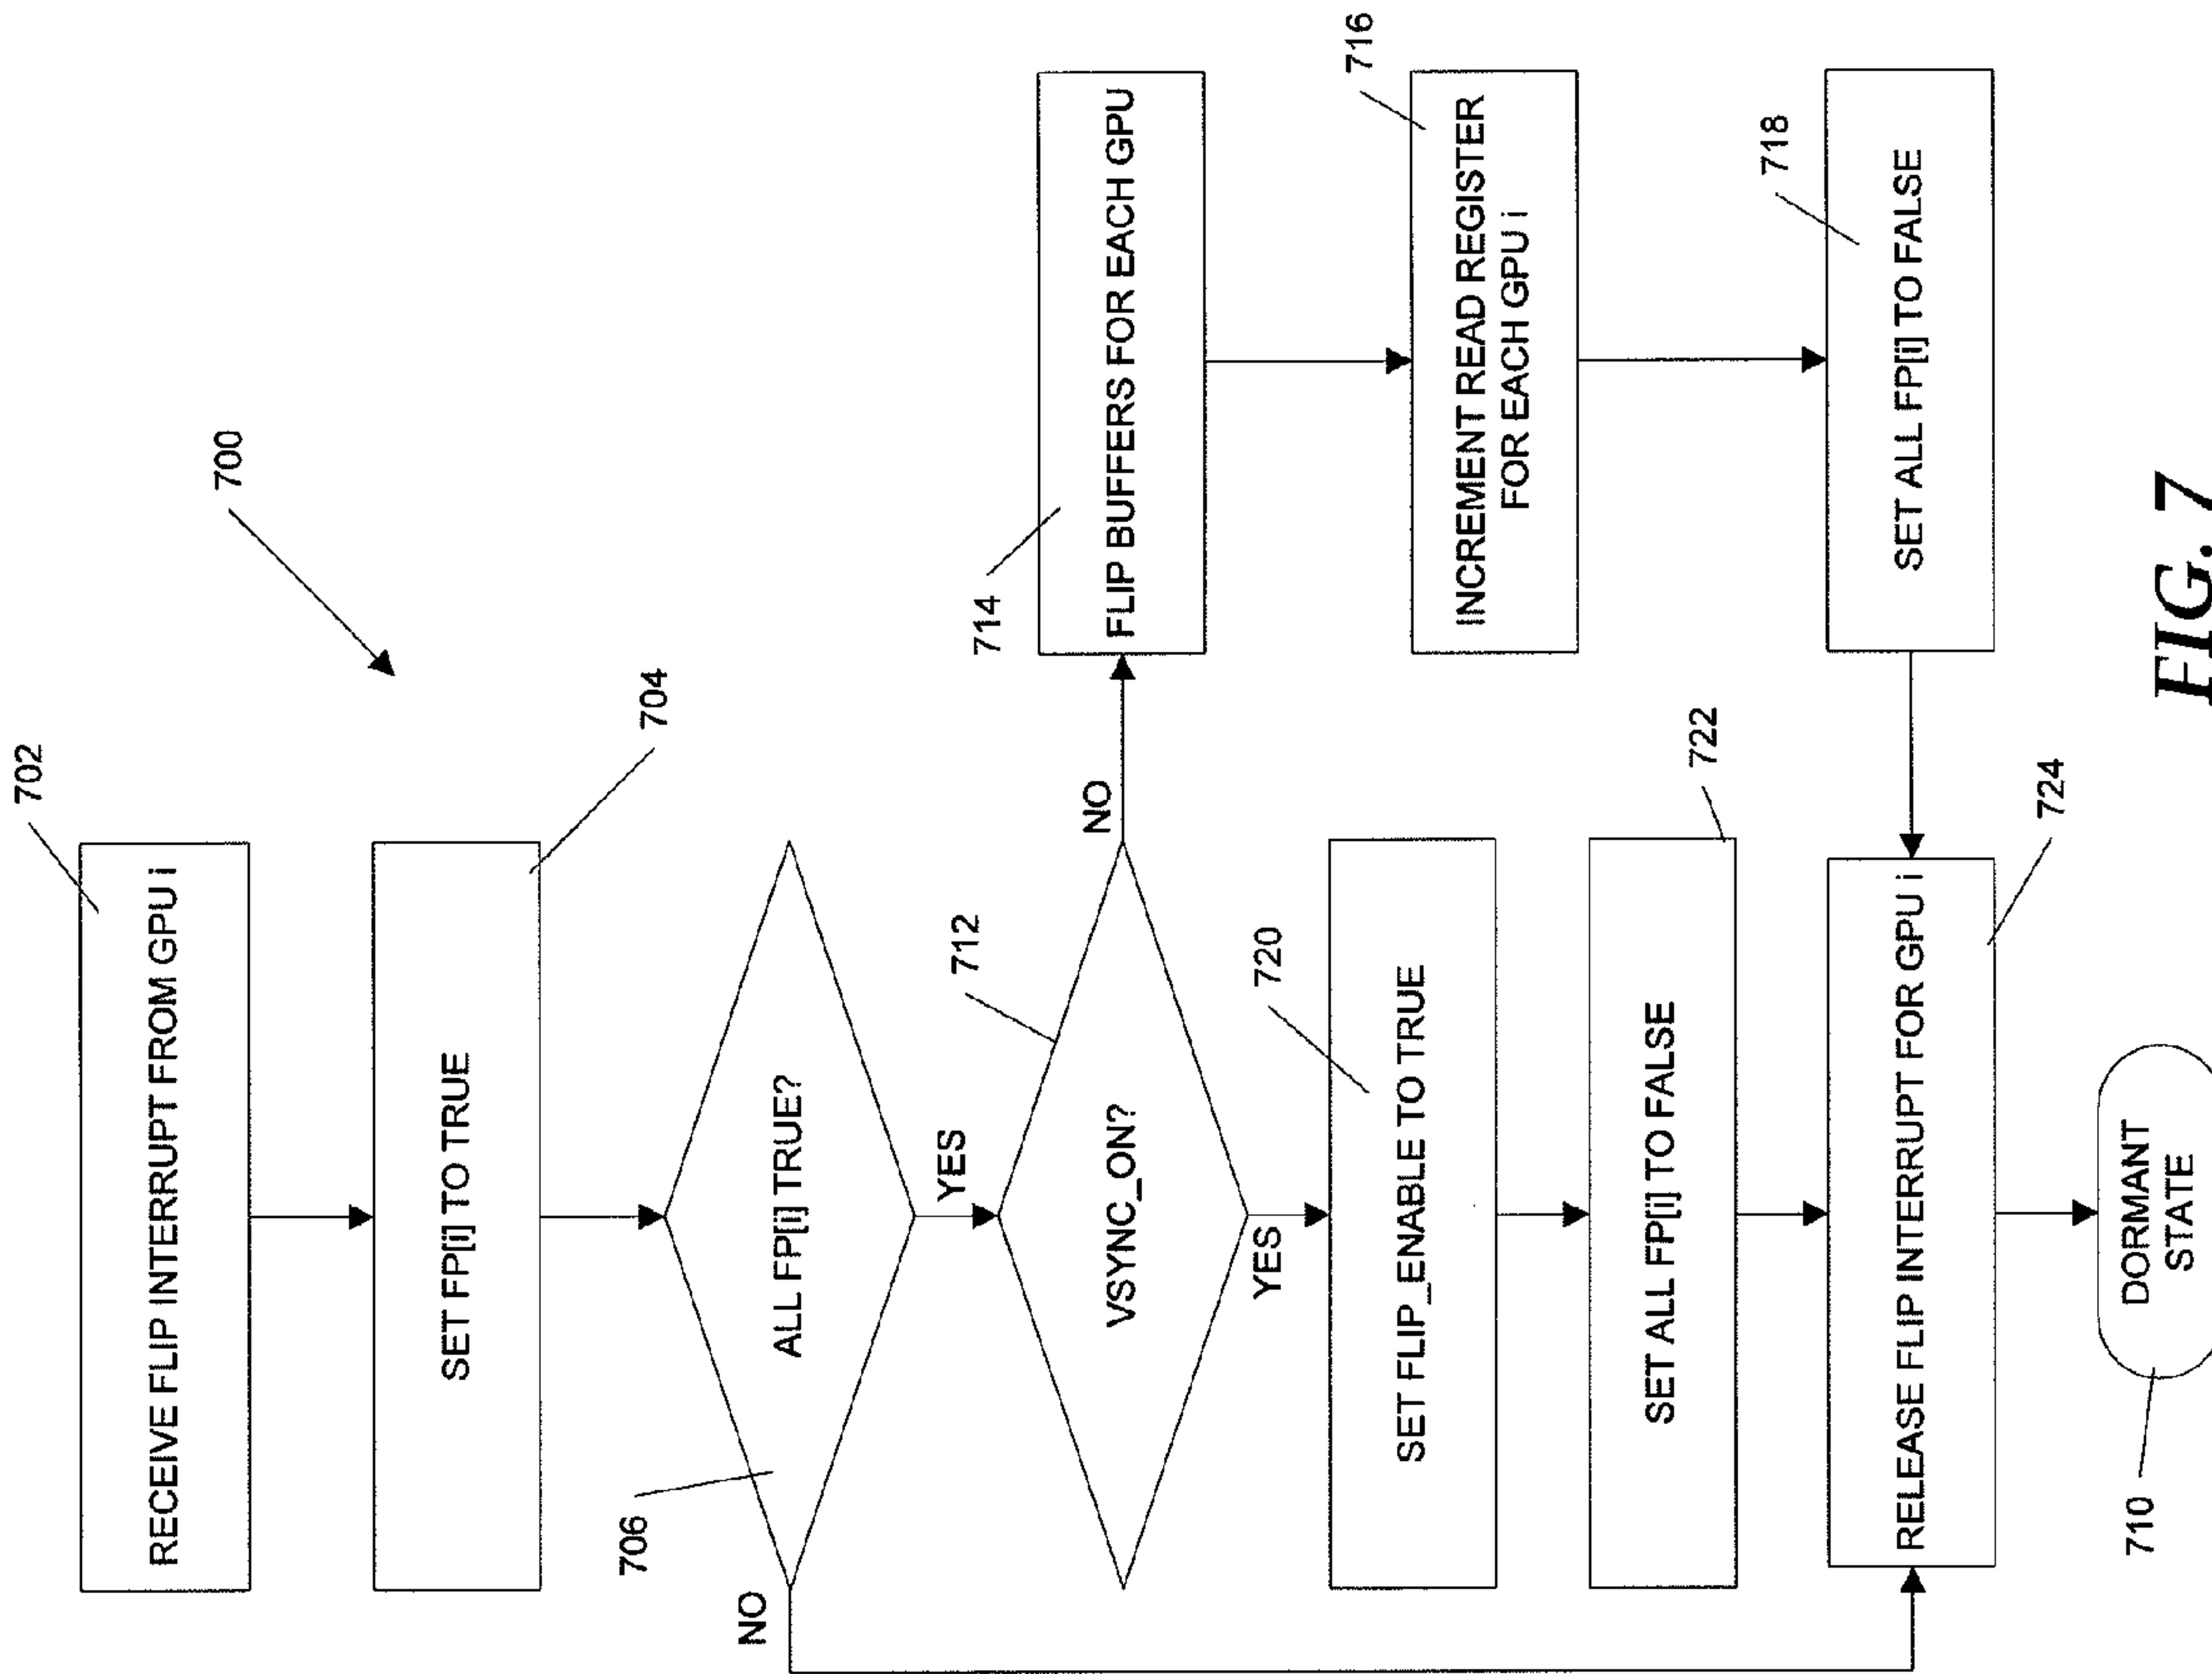 700
702
RECEIVE FLIP INTERRUPT FROM GPU i
704
SET FP[i] TO TRUE
706
ALL FP[i] TRUE?
NO
YES
712
VSYNC_ON?
NO
YES
714
FLIP BUFFERS FOR EACH GPU
716
INCREMENT READ REGISTER
FOR EACH GPU i
718
SET ALL FP[i] TO FALSE
720
SET FLIP_ENABLE TO TRUE
722
SET ALL FP[i] TO FALSE
724
RELEASE FLIP INTERRUPT FOR GPU i
710
DORMANT
STATE
FIG. 7